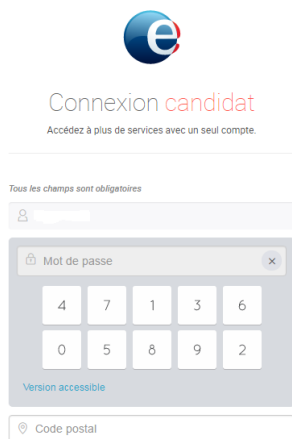 e
Connexion candidat
Accédez à plus de services avec un seul compte.
Tous les champs sont obligatoires
Mot de passe
4 7 1 3 6
0 5 8 9 2
Version accessible
Code postal